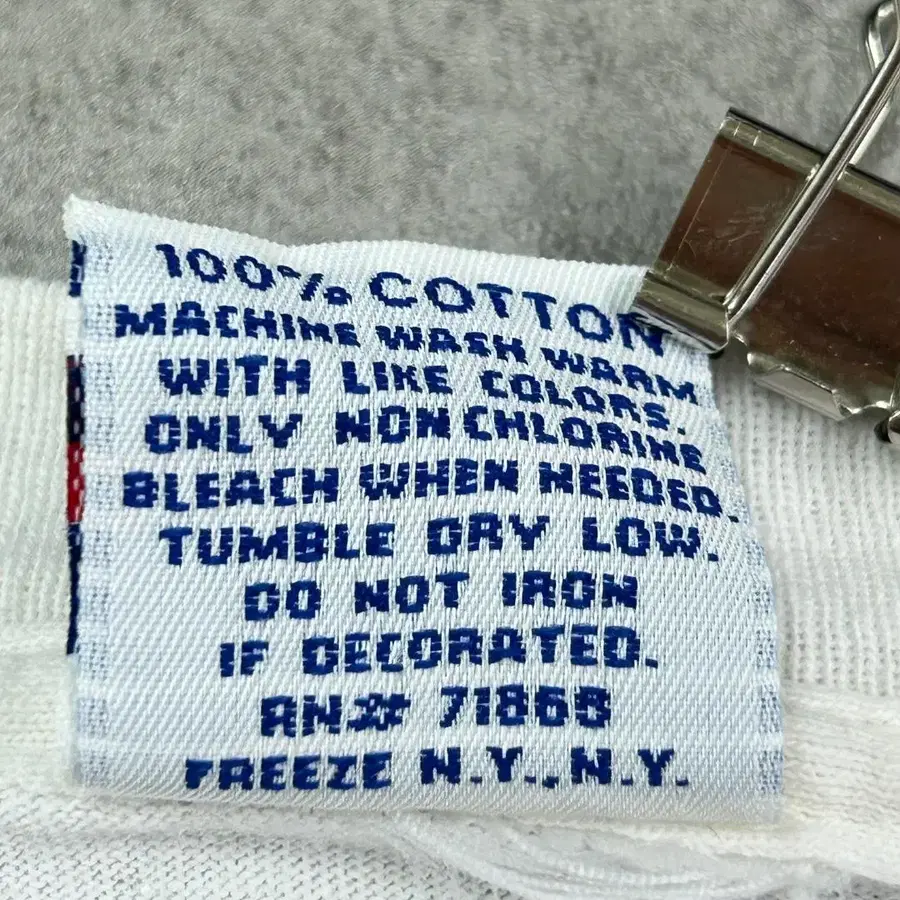 100% COTTON
MACHINE WASH WARM
WITH LIKE COLORS.
ONLY NON CHLORINE
BLEACH WHEN NEEDED.
TUMBLE DRY LOW.
DO NOT IRON
IF DECORATED.
RN# 71868
FREEZE N.Y., N.Y.